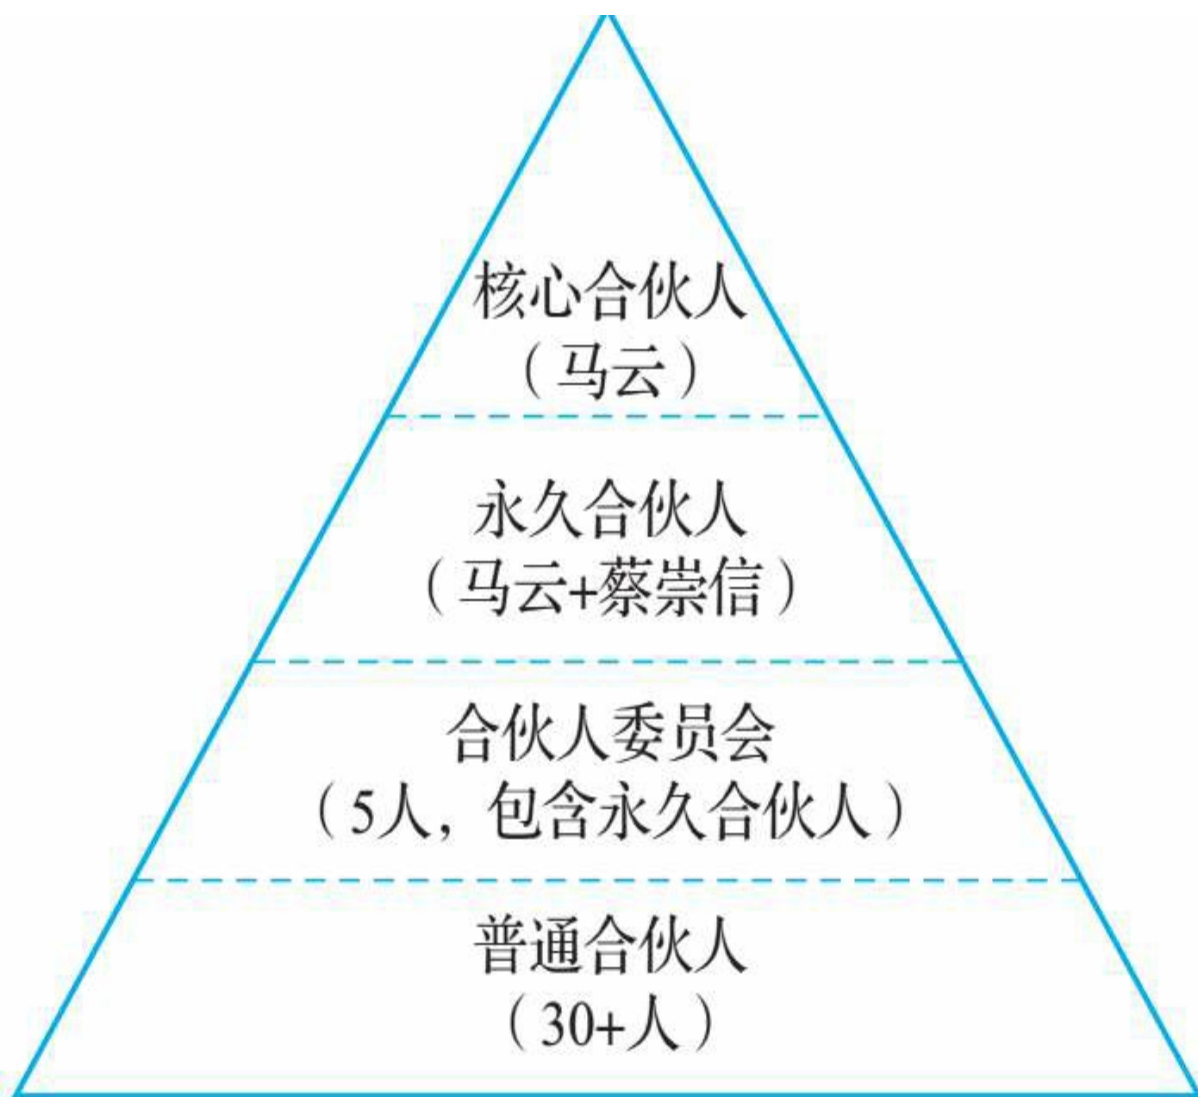 核心合伙人
（马云）
永久合伙人
（马云+蔡崇信）
合伙人委员会
（5人，包含永久合伙人）
普通合伙人
（30+人）